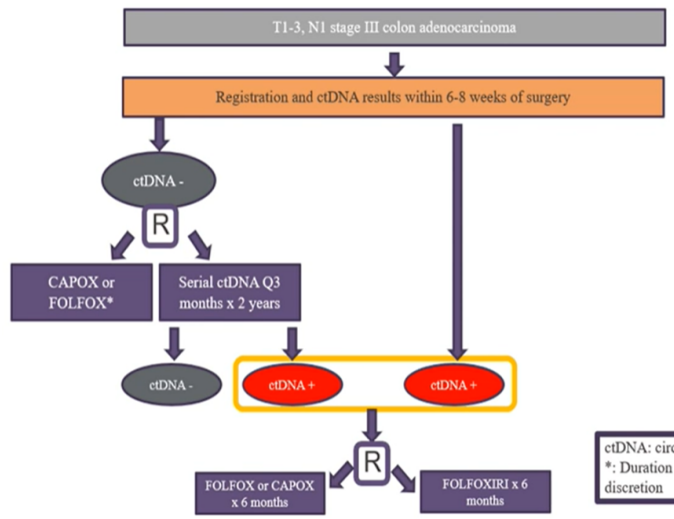 T1-3, N1 stage III colon adenocarcinoma
Registration and ctDNA results within 6-8 weeks of surgery
ctDNA -
R
CAPOX or
FOLFOX*
Serial ctDNA Q3
months x 2 years
ctDNA -
ctDNA +
ctDNA +
R
FOLFOX or CAPOX
x 6 months
FOLFOXIRI x 6
months
ctDNA:
*: Duration
discretion